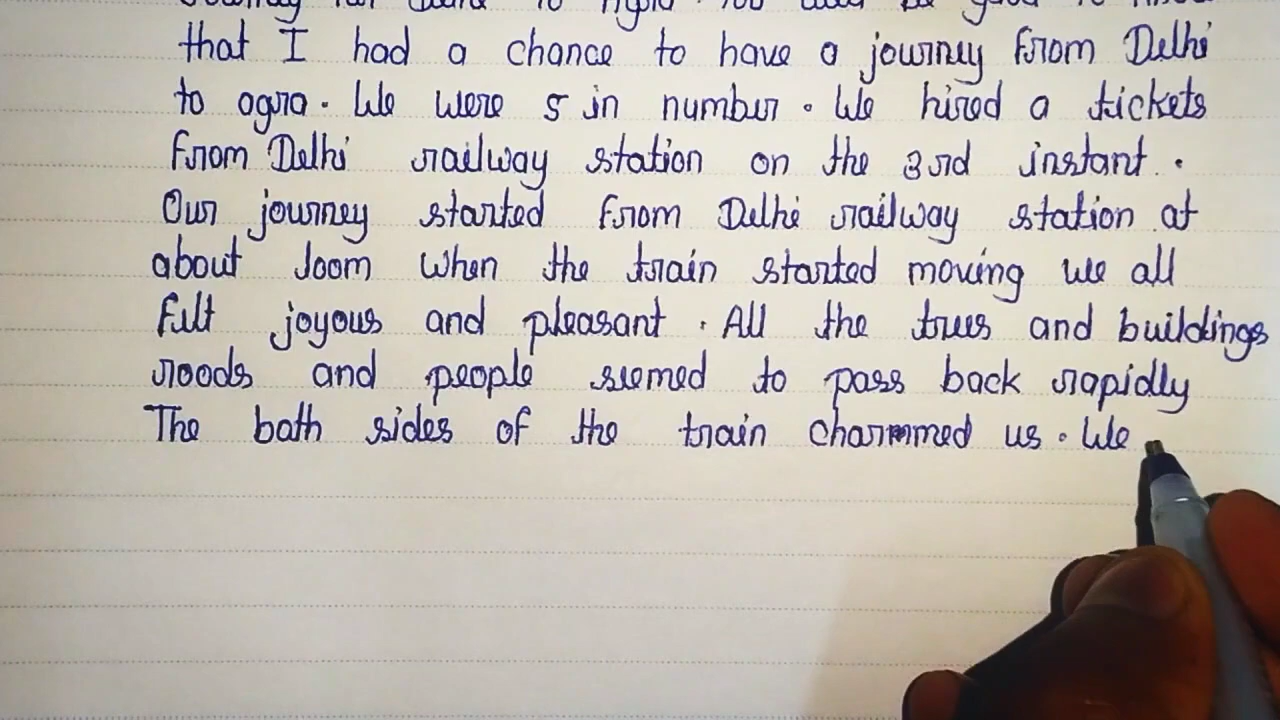 that I had a chance to have a journey from Delhi
to agra. We were 5 in number. We hired a tickets
from Delhi railway station on the 3rd instant.
Our journey started from Delhi railway station at
about when the train started moving we all
felt joyous and pleasant. All the trees and buildings
roods and people seemed to pass back rapidly
The bath sides of the train charmmed us. We